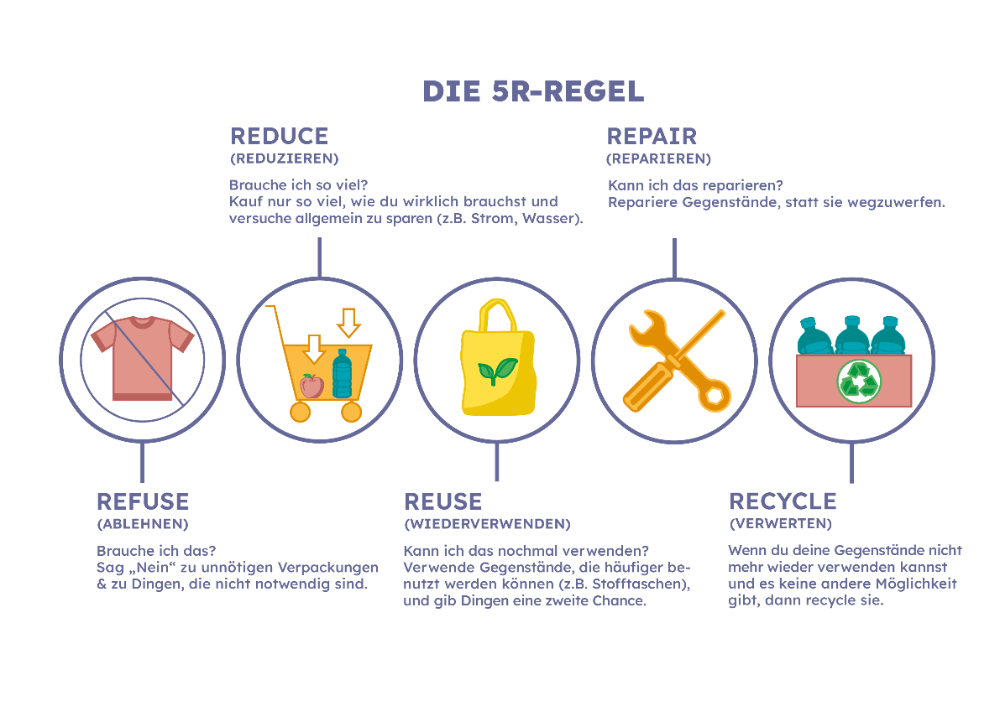 DIE 5R-REGEL
REDUCE
(REDUZIEREN)
Brauche ich so viel?
Kauf nur so viel, wie du wirklich brauchst und
versuche allgemein zu sparen (z.B. Strom, Wasser).
REPAIR
(REPARIEREN)
Kann ich das reparieren?
Repariere Gegenstände, statt sie wegzuwerfen.
REFUSE
(ABLEHNEN)
Brauche ich das?
Sag „Nein“ zu unnötigen Verpackungen
& zu Dingen, die nicht notwendig sind.
REUSE
(WIEDERVERWENDEN)
Kann ich das nochmal verwenden?
Verwende Gegenstände, die häufiger be-
nutzt werden können (z.B. Stofftaschen),
und gib Dingen eine zweite Chance.
RECYCLE
(VERWERTEN)
Wenn du deine Gegenstände nicht
mehr wieder verwenden kannst
und es keine andere Möglichkeit
gibt, dann recycle sie.